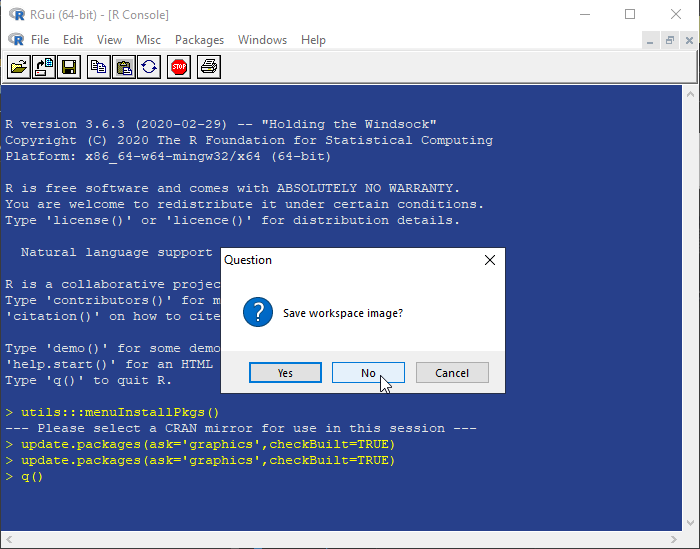 RGui (64-bit) - [R Console]
File Edit View Misc Packages Windows Help
STOP
R version 3.6.3 (2020-02-29) -- "Holding the Windsock"
Copyright (C) 2020 The R Foundation for Statistical Computing
Platform: x86_64-w64-mingw32/x64 (64-bit)
R is free software and comes with ABSOLUTELY NO WARRANTY.
You are welcome to redistribute it under certain conditions.
Type 'license()' or 'licence()' for distribution details.
Natural language support
R is a collaborative projec
Type 'contributors()' for m
'citation()' on how to cite
Type 'demo()' for some demo
'help.start()' for an HTML
Type 'q()' to quit R.
> utils:::menuInstallPkgs()
--- Please select a CRAN mirror for use in this session ---
> update.packages(ask='graphics',checkBuilt=TRUE)
> update.packages(ask='graphics',checkBuilt=TRUE)
> q()
Question
Save workspace image?
Yes No Cancel